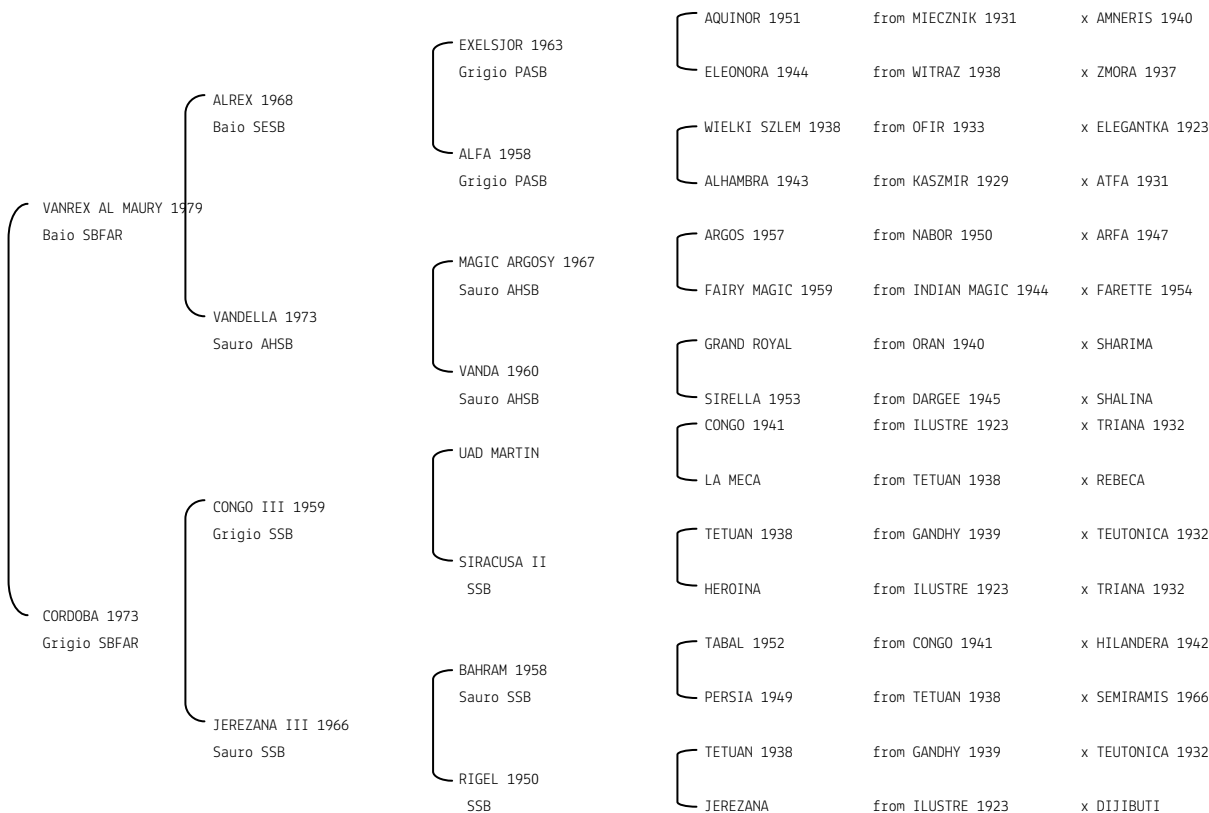 AQUINOR 1951 from MIECZNIK 1931 x AMNERIS 1940
EXELSJOR 1963
Grigio PASB ELEONORA 1944 from WITRAZ 1938 x ZMORA 1937
ALREX 1968
Baio SESB WIELKI SZLEM 1938 from OFIR 1933 x ELEGANTKA 1923
ALFA 1958
Grigio PASB ALHAMBRA 1943 from KASZMIR 1929 x ATFA 1931
VANREX AL MAURY 1979
Baio SBFAR ARGOS 1957 from NABOR 1950 x ARFA 1947
MAGIC ARGOSY 1967
Sauro AHSB FAIRY MAGIC 1959 from INDIAN MAGIC 1944 x FARETTE 1954
VANDELLA 1973
Sauro AHSB GRAND ROYAL from ORAN 1940 x SHARIMA
VANDA 1960
Sauro AHSB SIRELLA 1953 from DARGEE 1945 x SHALINA
CONGO 1941 from ILUSTRE 1923 x TRIANA 1932
UAD MARTIN
LA MECA from TETUAN 1938 x REBECA
CONGO III 1959
Grigio SSB TETUAN 1938 from GANDHY 1939 x TEUTONICA 1932
SIRACUSA II
SSB HEROINA from ILUSTRE 1923 x TRIANA 1932
CORDOBA 1973
Grigio SBFAR TABAL 1952 from CONGO 1941 x HILANDERA 1942
BAHRAM 1958
Sauro SSB PERSIA 1949 from TETUAN 1938 x SEMIRAMIS 1966
JEREZANA III 1966
Sauro SSB TETUAN 1938 from GANDHY 1939 x TEUTONICA 1932
RIGEL 1950
SSB JEREZANA from ILUSTRE 1923 x DIJIBUTI